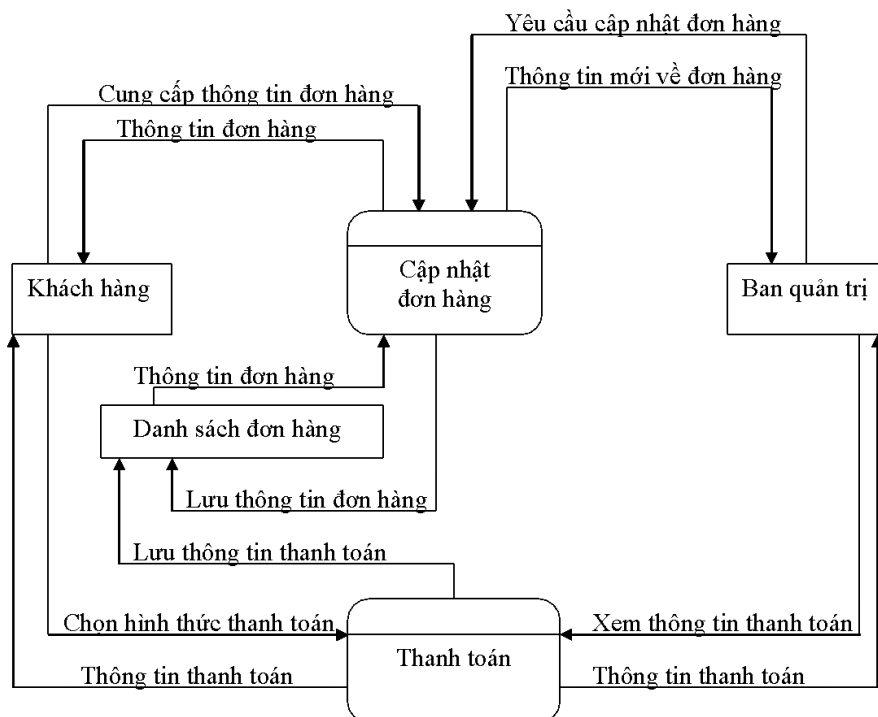 Yêu cầu cập nhật đơn hàng
Thông tin mới về đơn hàng
Cung cấp thông tin đơn hàng
Thông tin đơn hàng
Khách hàng
Cập nhật
đơn hàng
Ban quản trị
Thông tin đơn hàng
Danh sách đơn hàng
Lưu thông tin đơn hàng
Lưu thông tin thanh toán
Chọn hình thức thanh toán
Xem thông tin thanh toán
Thanh toán
Thông tin thanh toán
Thông tin thanh toán